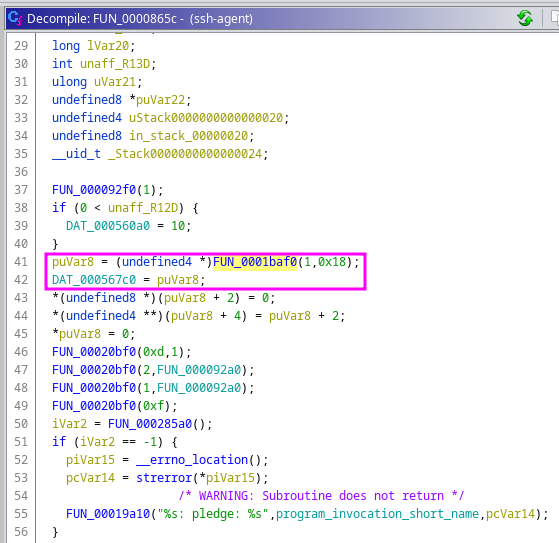 Decompile: FUN_0000865c - (ssh-agent)
29 long lVar20;
30 int unaff_R13D;
31 ulong uVar21;
32 undefined8 *puVar22;
33 undefined4 uStack0000000000000020;
34 undefined8 in_stack_00000020;
35 __uid_t _Stack0000000000000024;
36
37 FUN_000092f0(1);
38 if (0 < unaff_R12D) {
39 DAT_000560a0 = 10;
40 }
41 puVar8 = (undefined4 *)FUN_0001baf0(1,0x18);
42 DAT_000567c0 = puVar8;
43 *(undefined8 *)(puVar8 + 2) = 0;
44 *(undefined4 **)(puVar8 + 4) = puVar8 + 2;
45 *puVar8 = 0;
46 FUN_00020bf0(0xd,1);
47 FUN_00020bf0(2,FUN_000092a0);
48 FUN_00020bf0(1,FUN_000092a0);
49 FUN_00020bf0(0xf);
50 iVar2 = FUN_000285a0();
51 if (iVar2 == -1) {
52 piVar15 = __errno_location();
53 pcVar14 = strerror(*piVar15);
54 /* WARNING: Subroutine does not return */
55 FUN_00019a10("%s: pledge: %s",program_invocation_short_name,pcVar14);
56 }